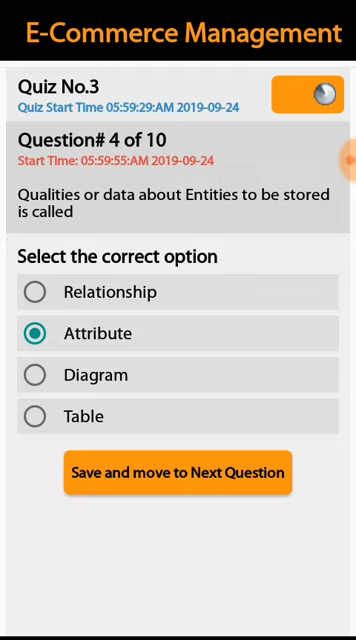 E-Commerce Management
Quiz No.3
Quiz Start Time 05:59:29:AM 2019-09-24
Question# 4 of 10
Start Time: 05:59:55:AM 2019-09-24
Qualities or data about Entities to be stored
is called
Select the correct option
Relationship
Attribute
Diagram
Table
Save and move to Next Question